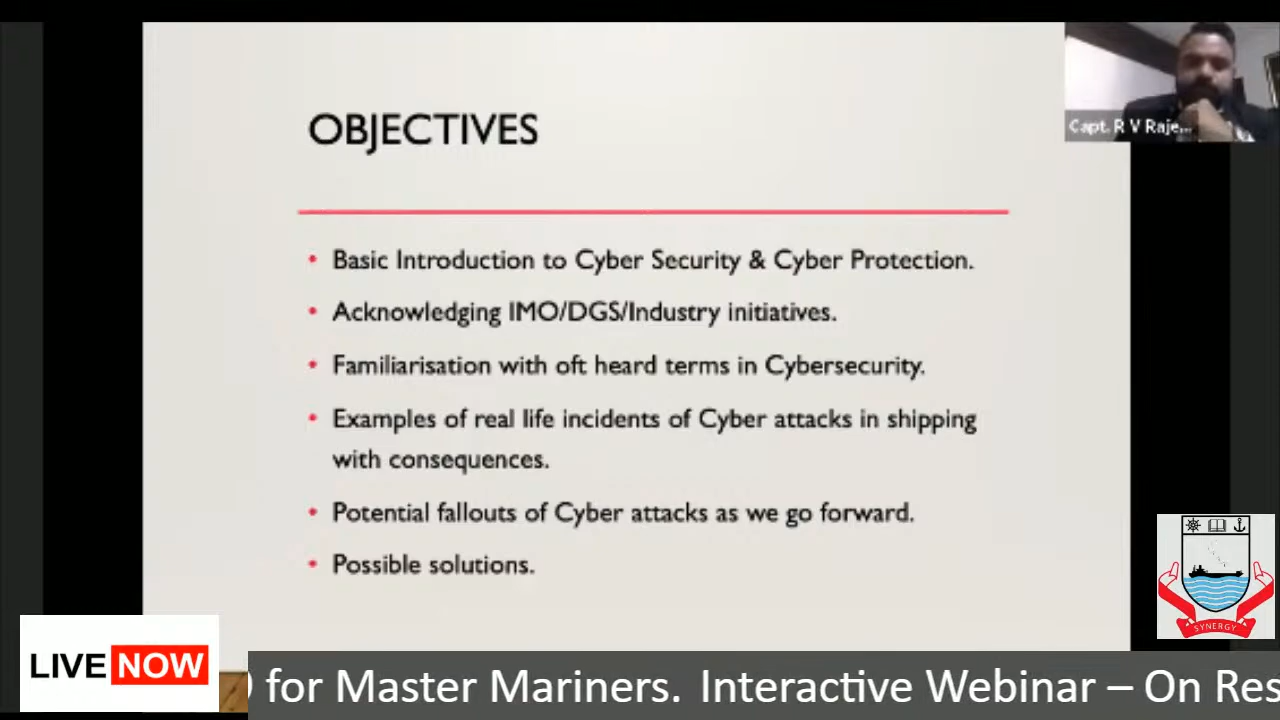 OBJECTIVES
Capt. R V Raje...
• Basic Introduction to Cyber Security & Cyber Protection.
• Acknowledging IMO/DGS/Industry initiatives.
• Familiarisation with oft heard terms in Cybersecurity.
• Examples of real life incidents of Cyber attacks in shipping
with consequences.
• Potential fallouts of Cyber attacks as we go forward.
• Possible solutions.
SYNERGY
LIVE NOW
) for Master Mariners. Interactive Webinar – On Res